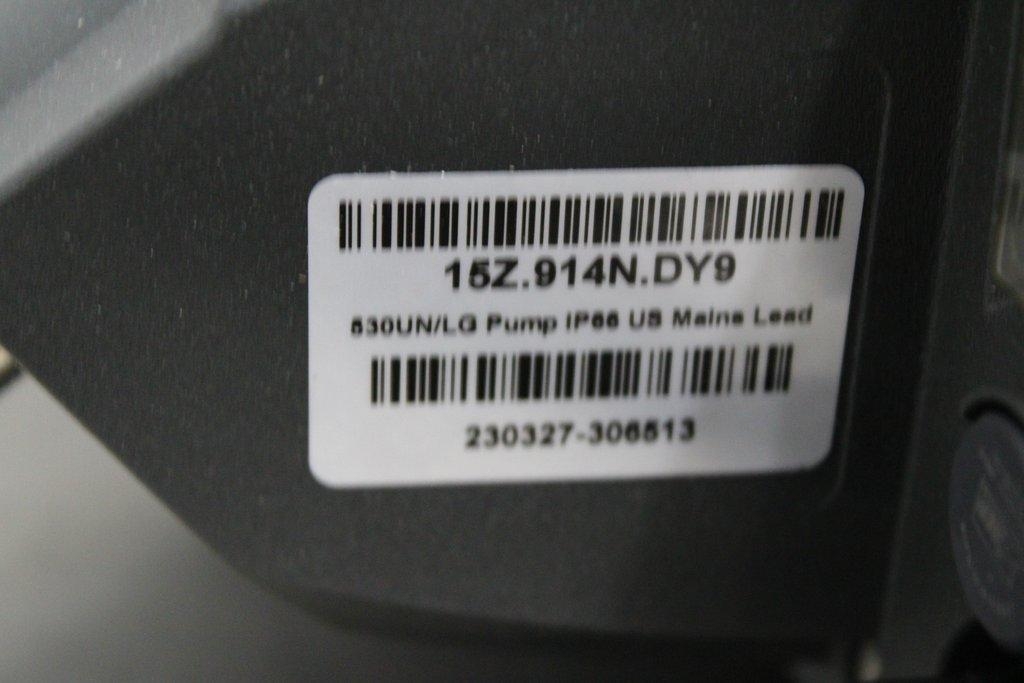 15Z.914N.DY9
530UN/LG Pump IP66 US Mains Lead
230327-306513